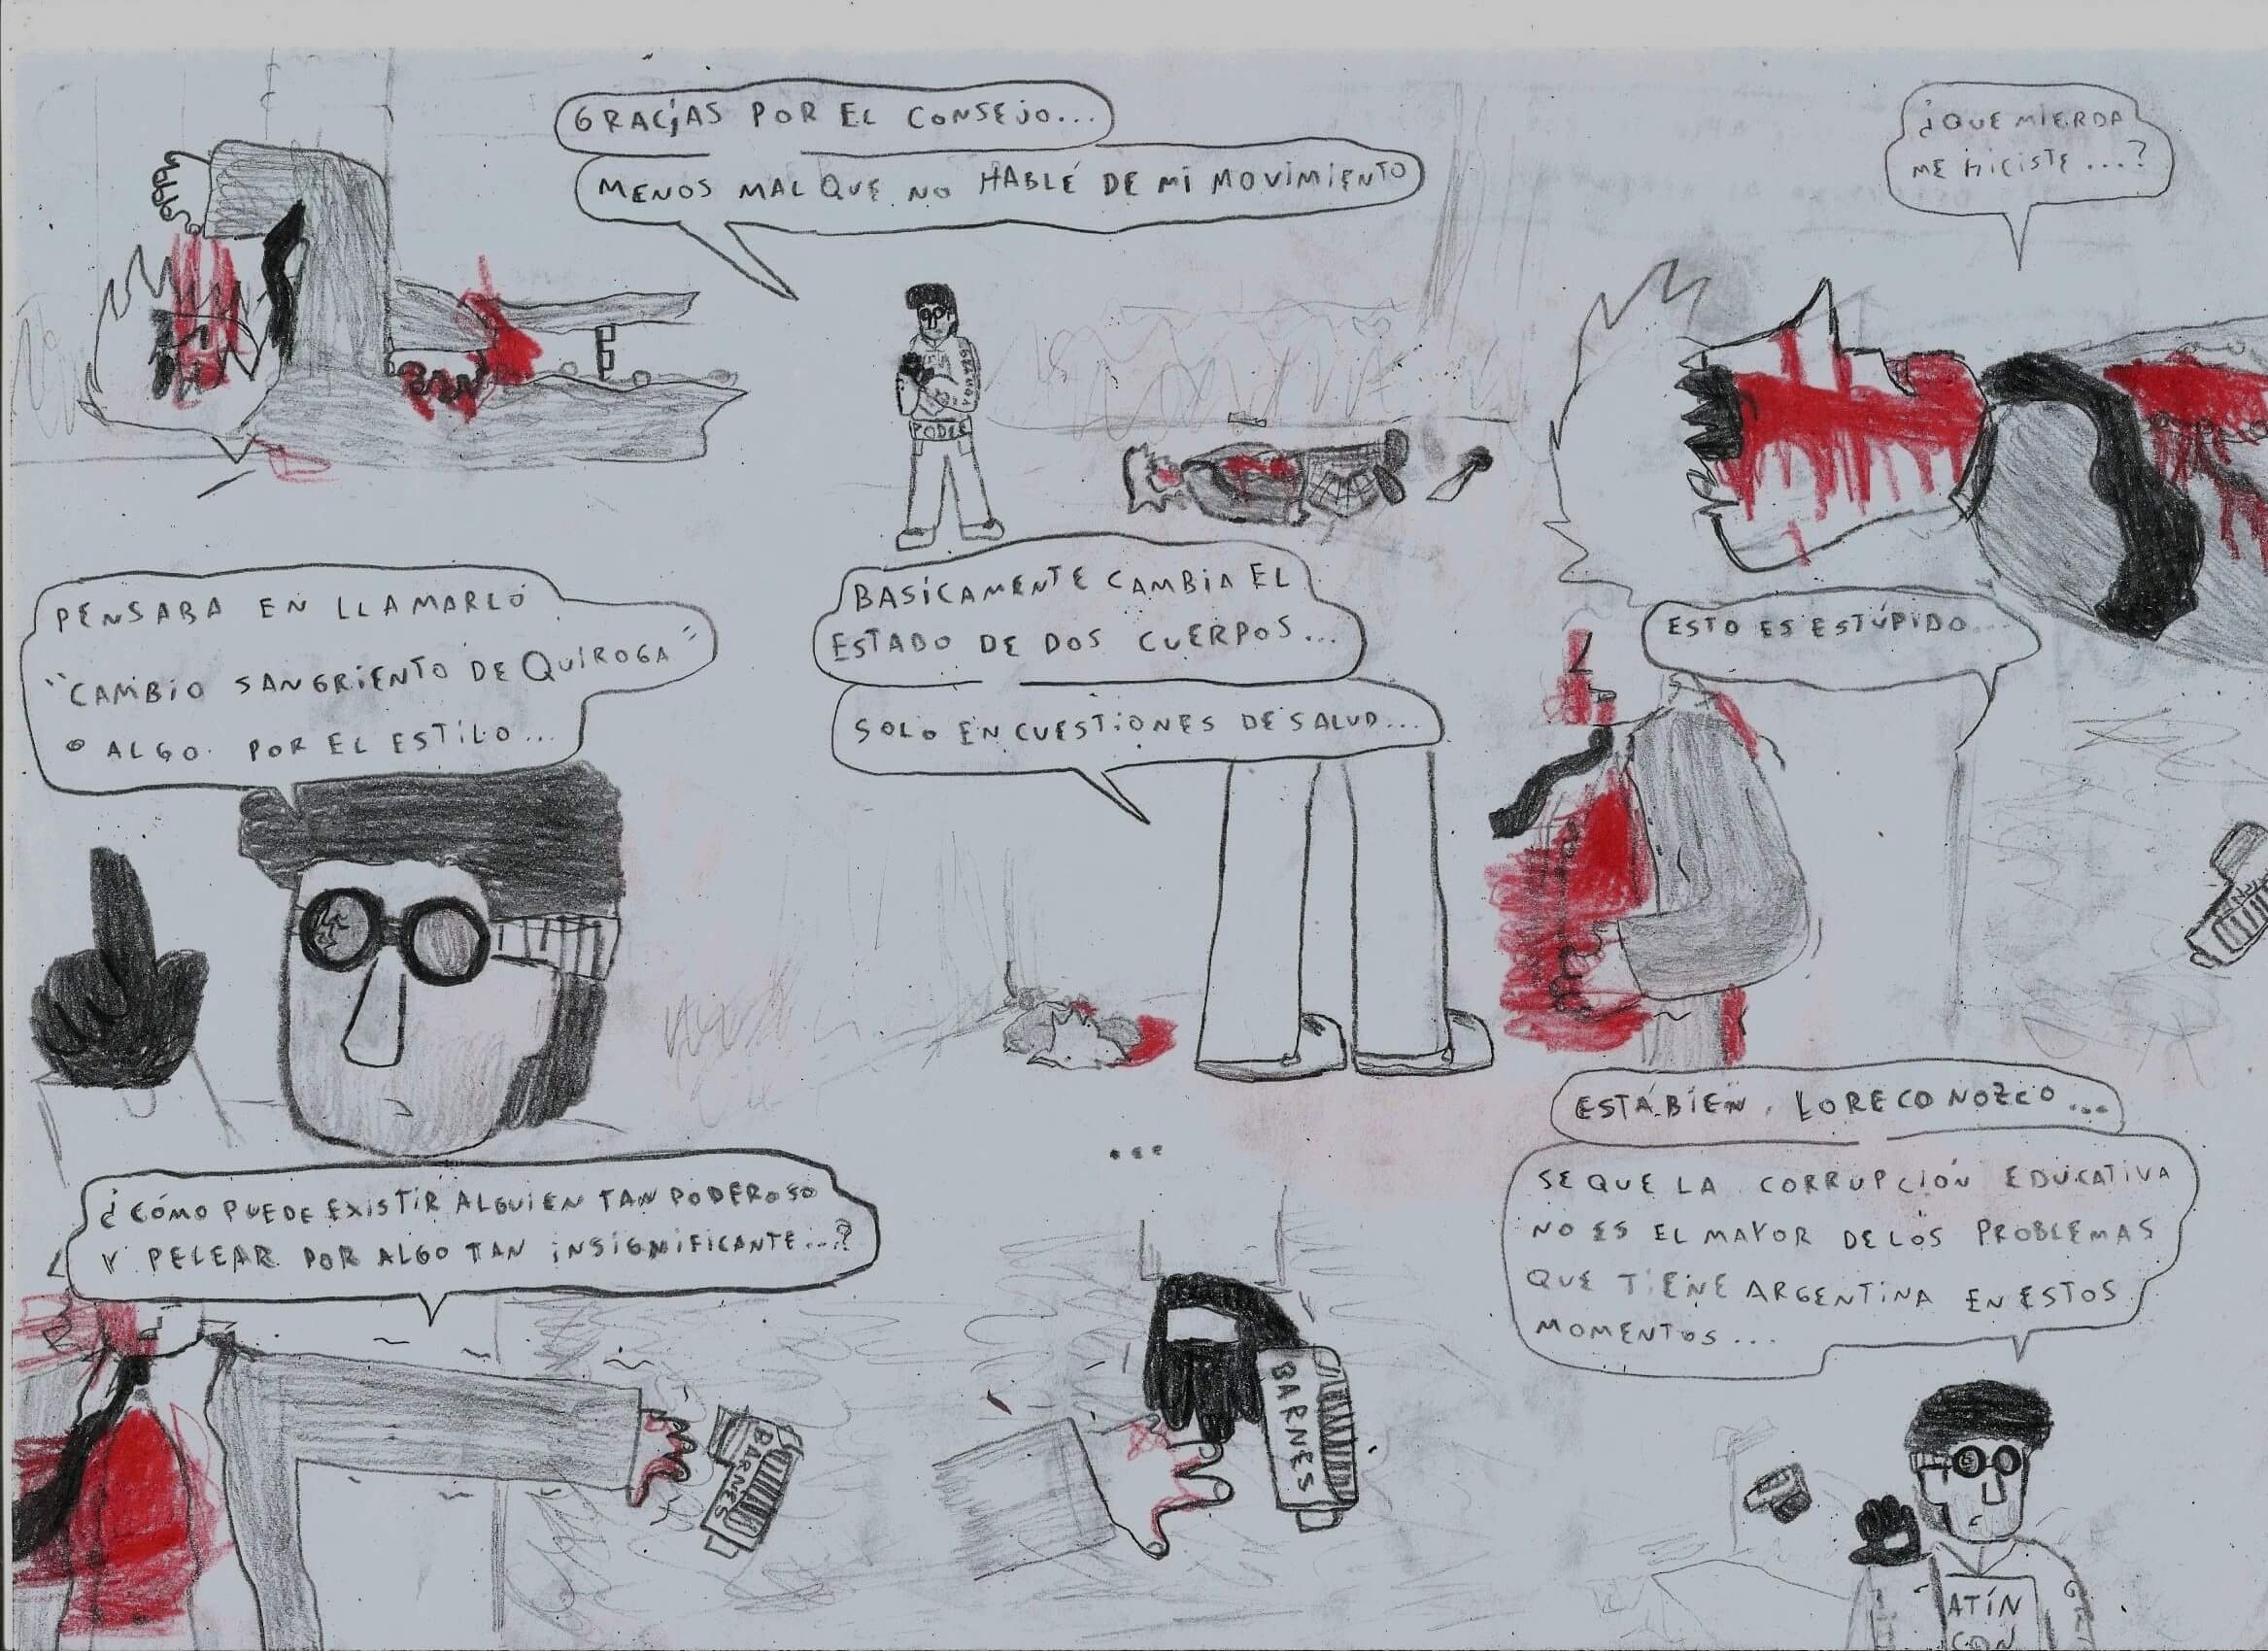 GRACIAS POR EL CONSEJO...
MENOS MAL QUE NO HABLÉ DE MI MOVIMIENTO
¿QUE MIERDA
ME HICISTE...?
PODER
PENSABA EN LLAMARLO
"CAMBIO SANGRIENTO DE QUIROGA"
O ALGO POR EL ESTILO...
BASICAMENTE CAMBIA EL
ESTADO DE DOS CUERPOS...
SOLO EN CUESTIONES DE SALUD...
ESTO ES ESTÚPIDO...
¿CÓMO PUEDE EXISTIR ALGUIEN TAN PODEROSO
Y PELEAR POR ALGO TAN INSIGNIFICANTE...?
BARNES
...
BARNES
ESTÁ BIEN, LO RECONOZCO...
SE QUE LA CORRUPCIÓN EDUCATIVA
NO ES EL MAYOR DE LOS PROBLEMAS
QUE TIENE ARGENTINA EN ESTOS
MOMENTOS...
ATÍN
CON